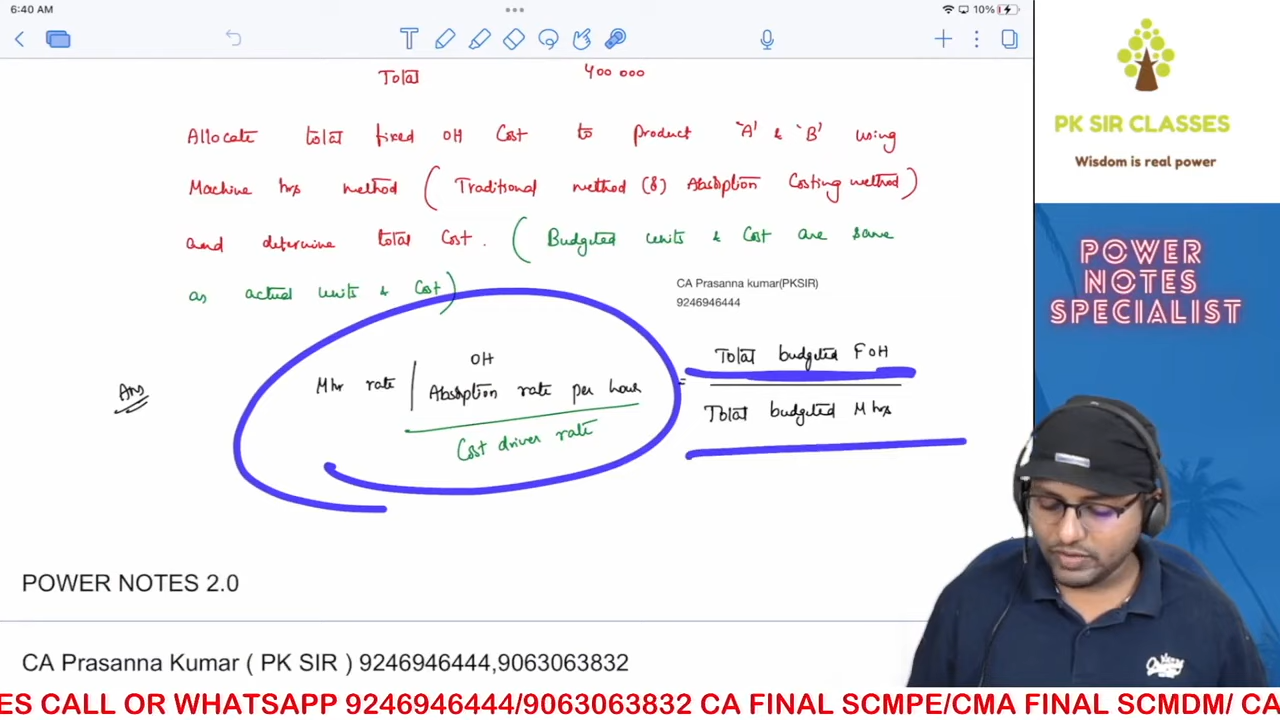 6:40 AM
10%
Total 400 000
Allocate total fixed OH Cost to product 'A' & 'B' using
Machine hrs method ( Traditional method (8) Absorption Costing method )
and determine total Cost. ( Budgeted units & Cost are same
as actual units & Cost )
CA Prasanna kumar(PKSIR)
9246946444
Ans
Mhr rate | OH
Absorption rate per hour
Cost driver rate
=
Total budgeted FOH
Total budgeted Mhrs
POWER NOTES 2.0
CA Prasanna Kumar ( PK SIR ) 9246946444,9063063832
PK SIR CLASSES
Wisdom is real power
POWER
NOTES
SPECIALIST
ES CALL OR WHATSAPP 9246946444/9063063832 CA FINAL SCMPE/CMA FINAL SCMDM/ CA